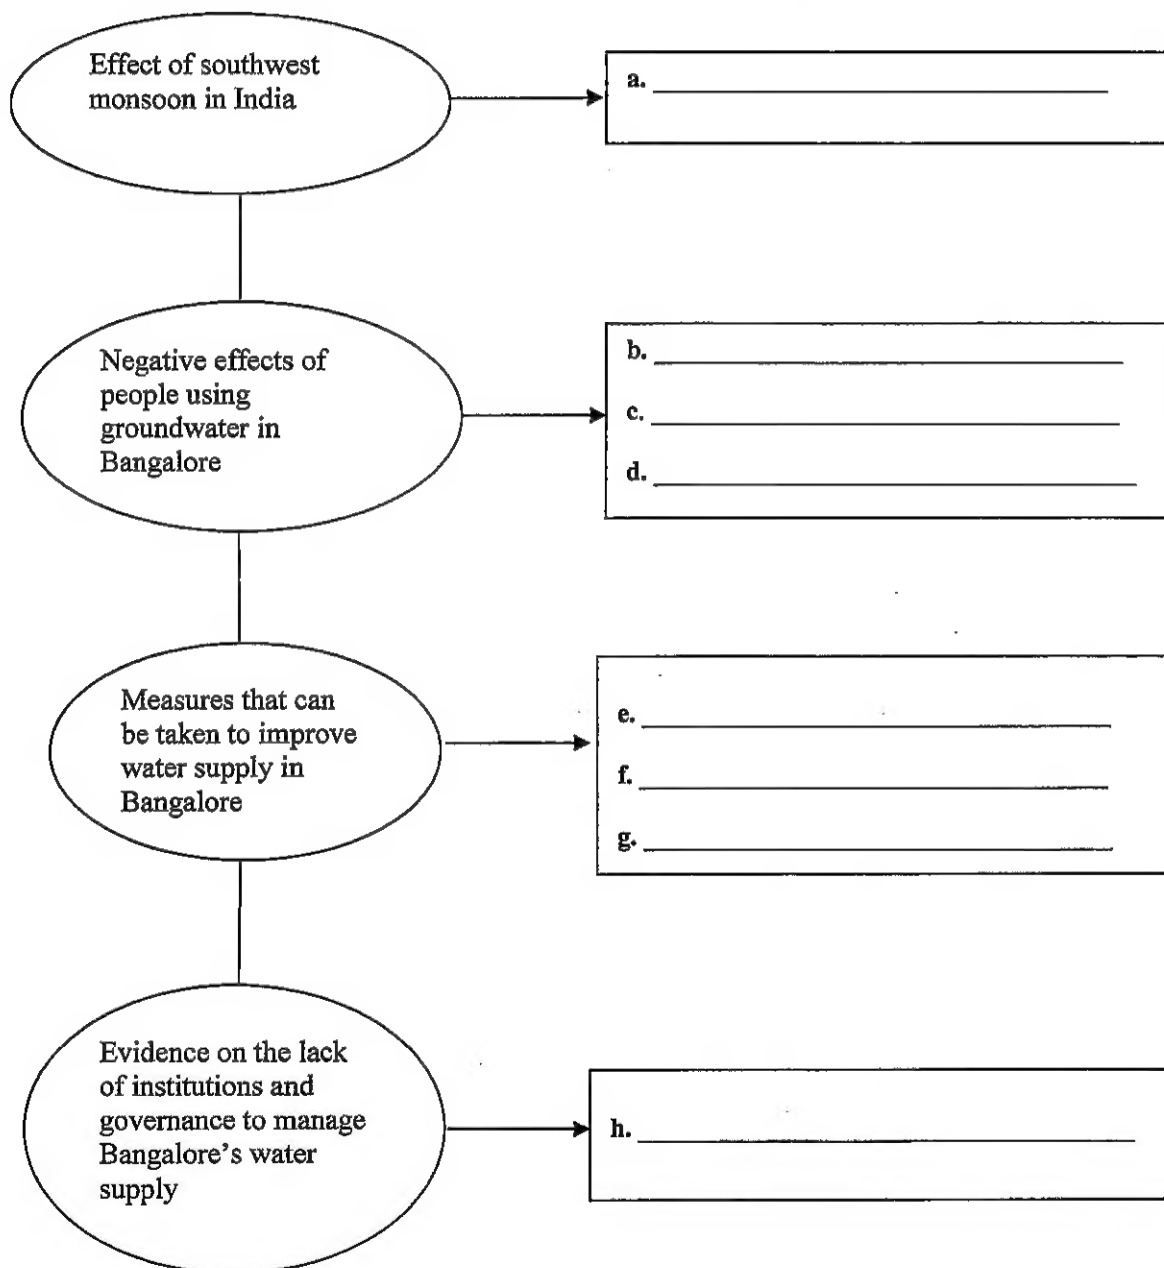 Effect of southwest
monsoon in India
a.
Negative effects of
people using
groundwater in
Bangalore
b.
c.
d.
Measures that can
be taken to improve
water supply in
Bangalore
e.
f.
g.
Evidence on the lack
of institutions and
governance to manage
Bangalore's water
supply
h.